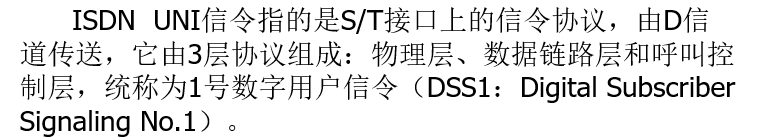 ISDN UNI信令指的是S/T接口上的信令协议，由D信
道传送，它由3层协议组成：物理层、数据链路层和呼叫控
制层，统称为1号数字用户信令（DSS1：Digital Subscriber
Signaling No.1）。